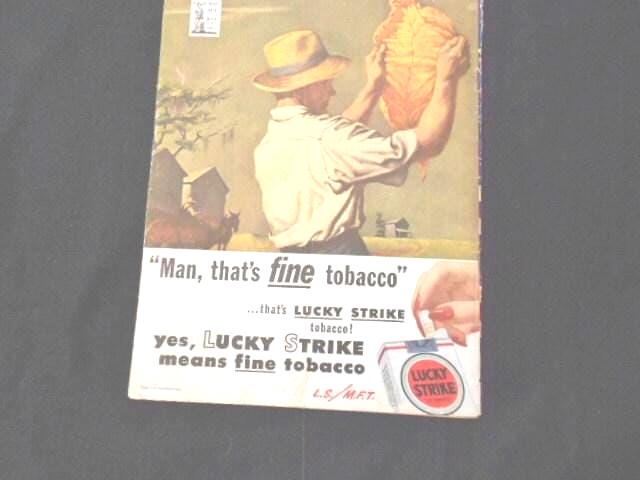 "Man, that's fine tobacco"
...that's LUCKY STRIKE
tobacco!
yes, LUCKY STRIKE
means fine tobacco
L.S./M.F.T.
LUCKY
STRIKE